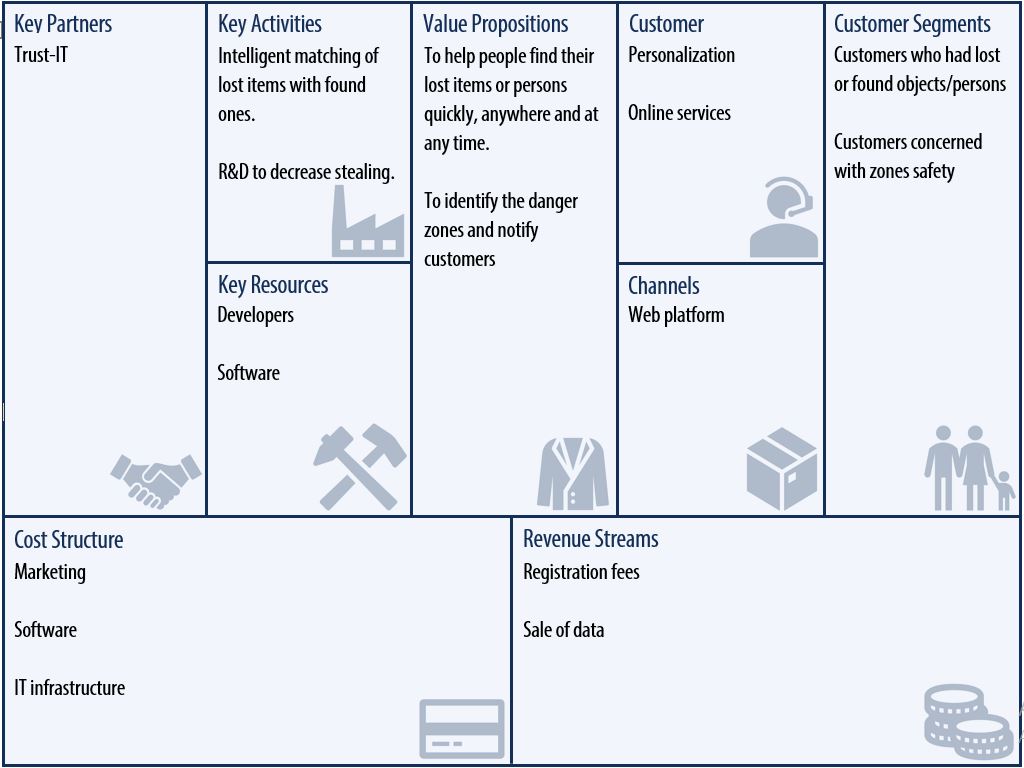 Key Partners
Trust-IT
Key Activities
Intelligent matching of
lost items with found
ones.
R&D to decrease stealing.
Key Resources
Developers
Software
Value Propositions
To help people find their
lost items or persons
quickly, anywhere and at
any time.
To identify the danger
zones and notify
customers
Customer
Personalization
Online services
Channels
Web platform
Customer Segments
Customers who had lost
or found objects/persons
Customers concerned
with zones safety
Cost Structure
Marketing
Software
IT infrastructure
Revenue Streams
Registration fees
Sale of data